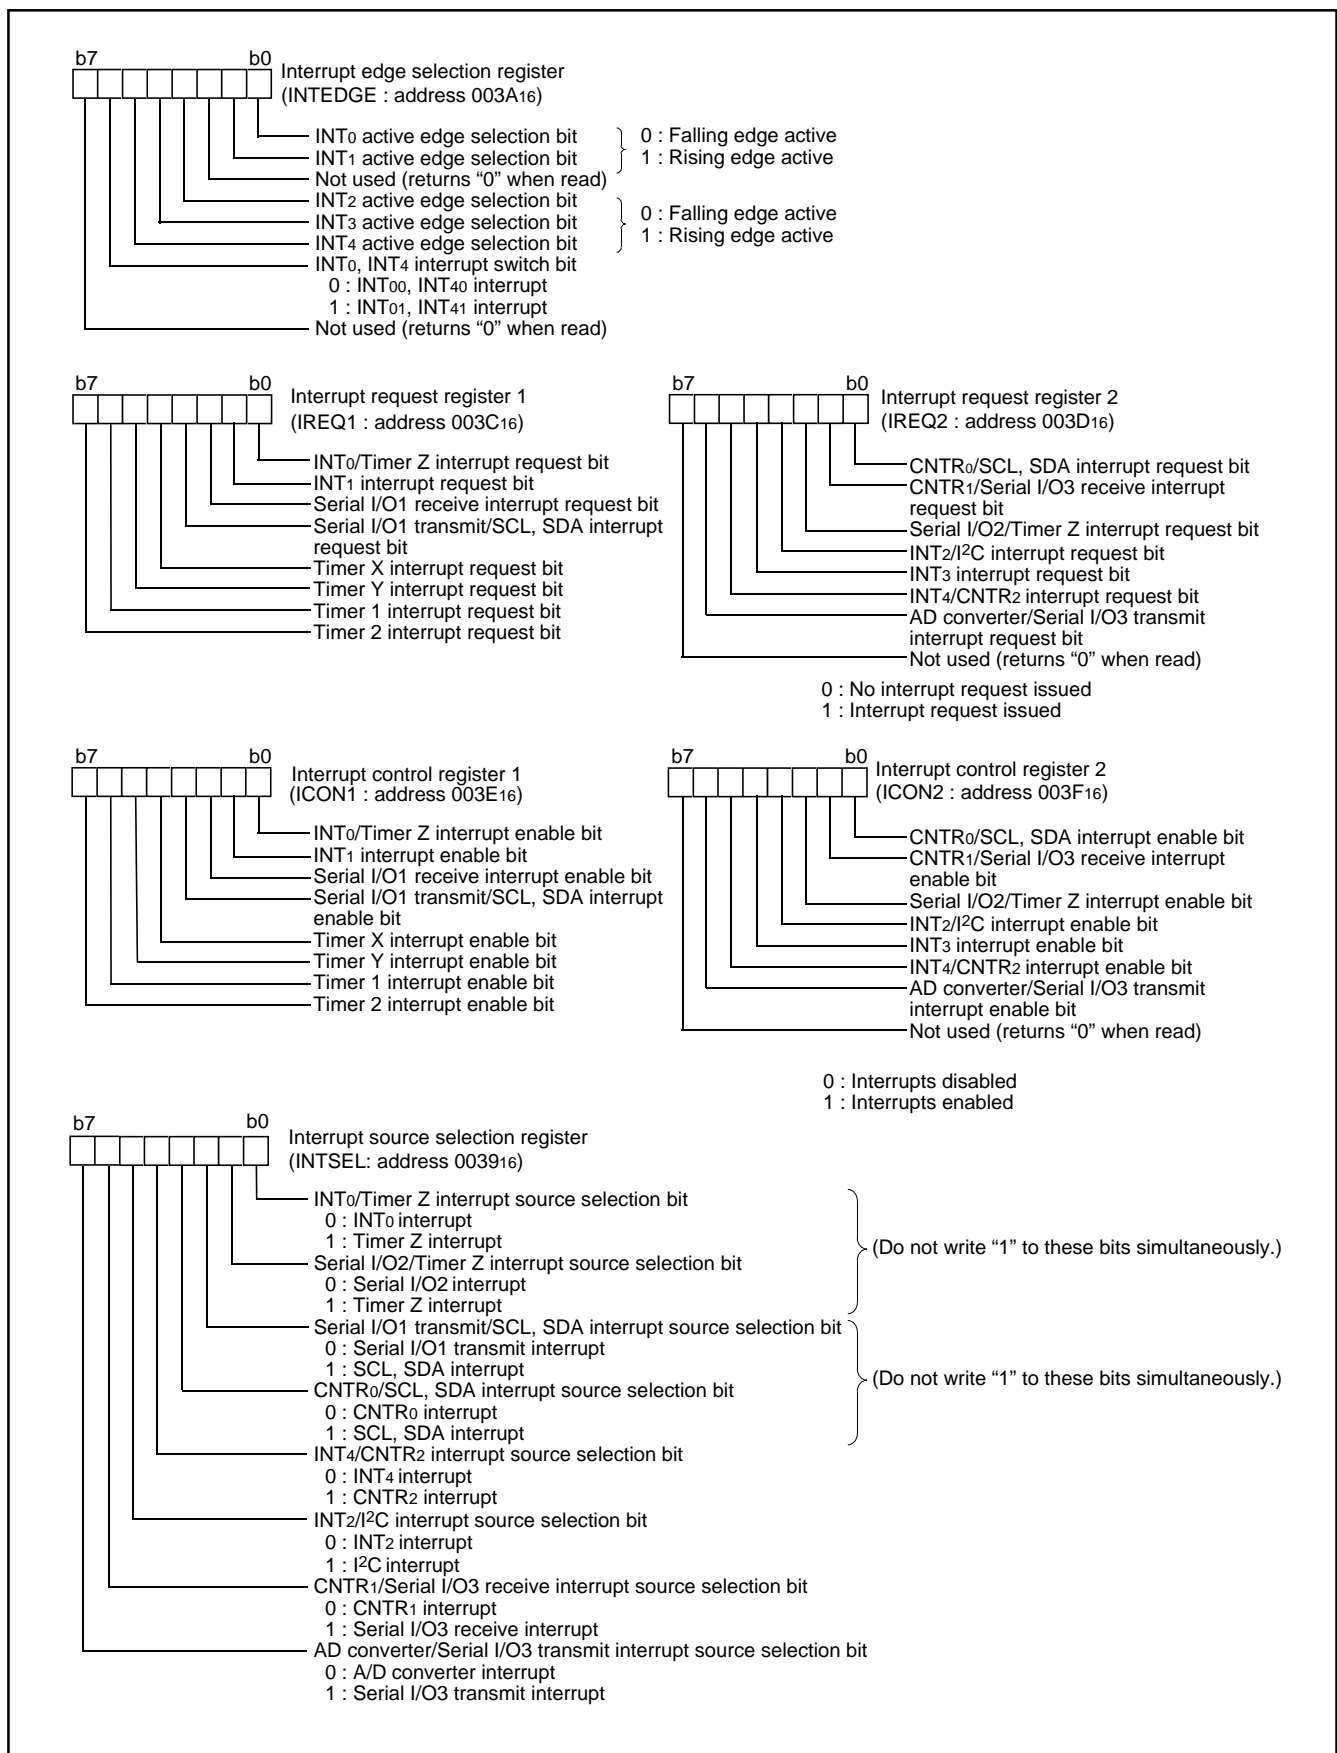 b7 b0
Interrupt edge selection register
(INTEDGE : address 003A16)
INT0 active edge selection bit
INT1 active edge selection bit
0 : Falling edge active
1 : Rising edge active
Not used (returns “0” when read)
INT2 active edge selection bit
INT3 active edge selection bit
INT4 active edge selection bit
0 : Falling edge active
1 : Rising edge active
INT0, INT4 interrupt switch bit
0 : INT00, INT40 interrupt
1 : INT01, INT41 interrupt
Not used (returns “0” when read)
b7 b0
Interrupt request register 1
(IREQ1 : address 003C16)
INT0/Timer Z interrupt request bit
INT1 interrupt request bit
Serial I/O1 receive interrupt request bit
Serial I/O1 transmit/SCL, SDA interrupt
request bit
Timer X interrupt request bit
Timer Y interrupt request bit
Timer 1 interrupt request bit
Timer 2 interrupt request bit
b7 b0
Interrupt request register 2
(IREQ2 : address 003D16)
CNTR0/SCL, SDA interrupt request bit
CNTR1/Serial I/O3 receive interrupt
request bit
Serial I/O2/Timer Z interrupt request bit
INT2/I2C interrupt request bit
INT3 interrupt request bit
INT4/CNTR2 interrupt request bit
AD converter/Serial I/O3 transmit
interrupt request bit
Not used (returns “0” when read)
0 : No interrupt request issued
1 : Interrupt request issued
b7 b0
Interrupt control register 1
(ICON1 : address 003E16)
INT0/Timer Z interrupt enable bit
INT1 interrupt enable bit
Serial I/O1 receive interrupt enable bit
Serial I/O1 transmit/SCL, SDA interrupt
enable bit
Timer X interrupt enable bit
Timer Y interrupt enable bit
Timer 1 interrupt enable bit
Timer 2 interrupt enable bit
b7 b0
Interrupt control register 2
(ICON2 : address 003F16)
CNTR0/SCL, SDA interrupt enable bit
CNTR1/Serial I/O3 receive interrupt
enable bit
Serial I/O2/Timer Z interrupt enable bit
INT2/I2C interrupt enable bit
INT3 interrupt enable bit
INT4/CNTR2 interrupt enable bit
AD converter/Serial I/O3 transmit
interrupt enable bit
Not used (returns “0” when read)
0 : Interrupts disabled
1 : Interrupts enabled
b7 b0
Interrupt source selection register
(INTSEL: address 003916)
INT0/Timer Z interrupt source selection bit
0 : INT0 interrupt
1 : Timer Z interrupt
Serial I/O2/Timer Z interrupt source selection bit
0 : Serial I/O2 interrupt
1 : Timer Z interrupt
(Do not write “1” to these bits simultaneously.)
Serial I/O1 transmit/SCL, SDA interrupt source selection bit
0 : Serial I/O1 transmit interrupt
1 : SCL, SDA interrupt
CNTR0/SCL, SDA interrupt source selection bit
0 : CNTR0 interrupt
1 : SCL, SDA interrupt
(Do not write “1” to these bits simultaneously.)
INT4/CNTR2 interrupt source selection bit
0 : INT4 interrupt
1 : CNTR2 interrupt
INT2/I2C interrupt source selection bit
0 : INT2 interrupt
1 : I2C interrupt
CNTR1/Serial I/O3 receive interrupt source selection bit
0 : CNTR1 interrupt
1 : Serial I/O3 receive interrupt
AD converter/Serial I/O3 transmit interrupt source selection bit
0 : A/D converter interrupt
1 : Serial I/O3 transmit interrupt